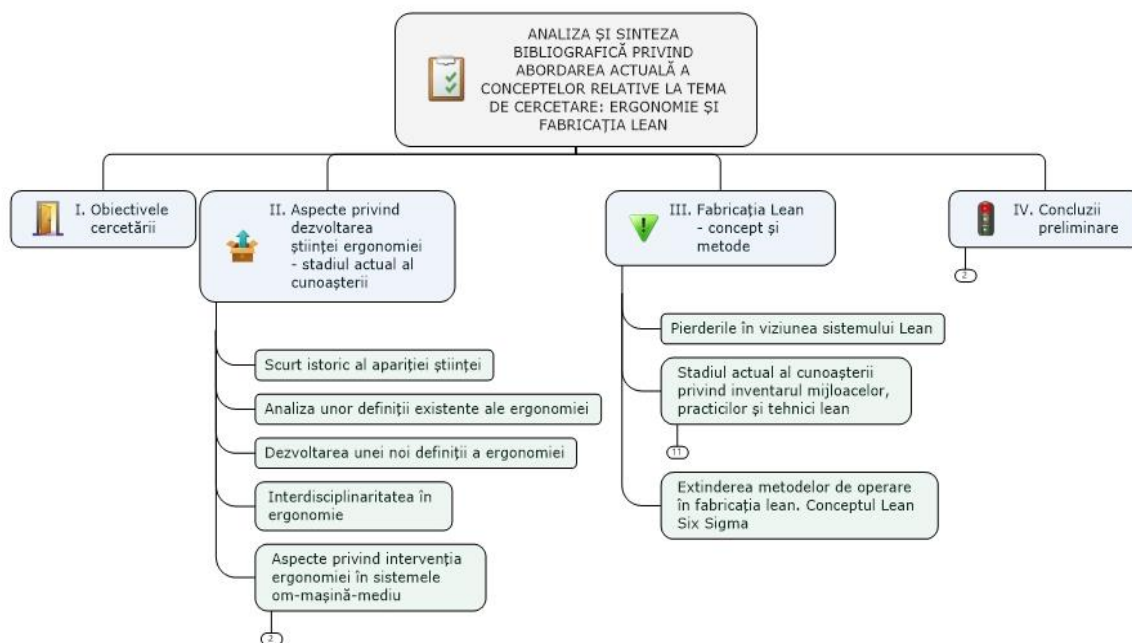 ANALIZA ȘI SINTEZA
BIBLIOGRAFICĂ PRIVIND
ABORDAREA ACTUALĂ A
CONCEPTELOR RELATIVE LA TEMA
DE CERCETARE: ERGONOMIE ȘI
FABRICAȚIA LEAN
I. Obiectivele
cercetării
II. Aspecte privind
dezvoltarea
științei ergonomiei
- stadiul actual al
cunoașterii
III. Fabricația Lean
- concept și
metode
IV. Concluzii
preliminare
2
Scurt istoric al apariției științei
Analiza unor definiții existente ale ergonomiei
Dezvoltarea unei noi definiții a ergonomiei
Interdisciplinaritatea în
ergonomie
Aspecte privind intervenția
ergonomiei în sistemele
om-mașină-mediu
2
Pierderile în viziunea sistemului Lean
Stadiul actual al cunoașterii
privind inventarul mijloacelor,
practicilor și tehnici lean
11
Extinderea metodelor de operare
în fabricația lean. Conceptul Lean
Six Sigma